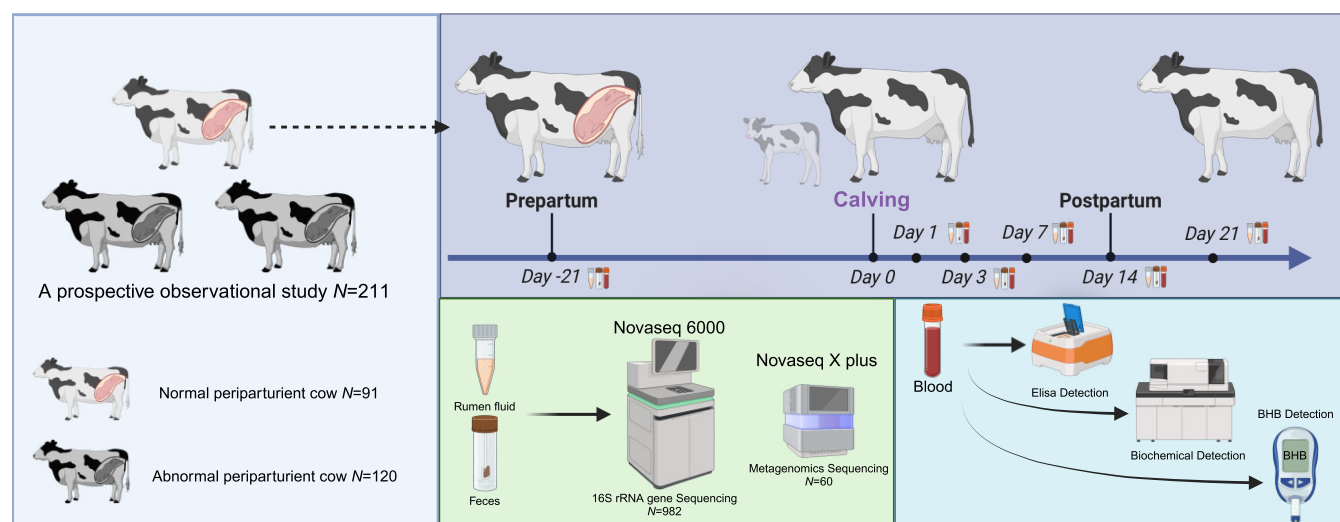 A prospective observational study N=211
Normal periparturient cow N=91
Abnormal periparturient cow N=120
Prepartum
Calving
Postpartum
Day 1
Day 7
Day 21
Day -21
Day 0
Day 3
Day 14
Novaseq 6000
Novaseq X plus
Rumen fluid
Feces
16S rRNA gene Sequencing
N=982
Metagenomics Sequencing
N=60
Blood
Elisa Detection
Biochemical Detection
BHB Detection
BHB